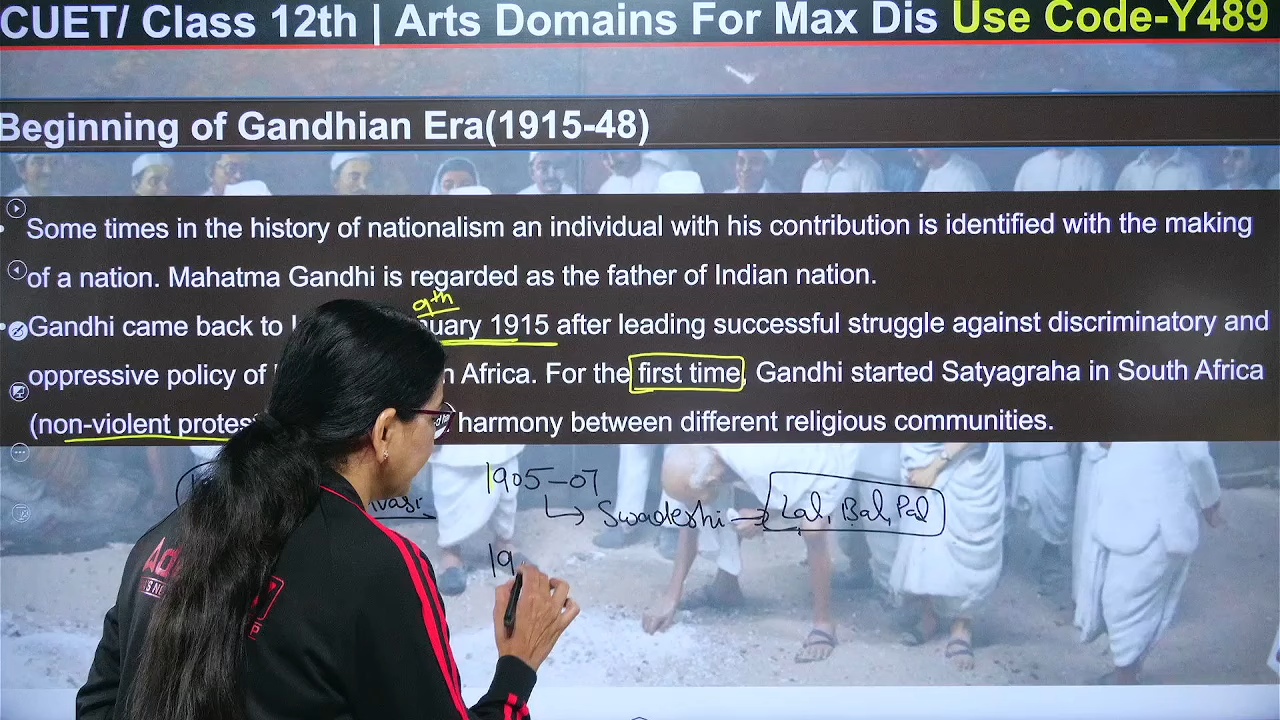 CUET/ Class 12th | Arts Domains For Max Dis Use Code-Y489
Beginning of Gandhian Era(1915-48)
• Some times in the history of nationalism an individual with his contribution is identified with the making
of a nation. Mahatma Gandhi is regarded as the father of Indian nation.
9th
• Gandhi came back to uary 1915 after leading successful struggle against discriminatory and
oppressive policy of Africa. For the first time, Gandhi started Satyagraha in South Africa
(non-violent protes harmony between different religious communities.
1905-07
↳ Swadeshi → Lal, Bal, Pal
19